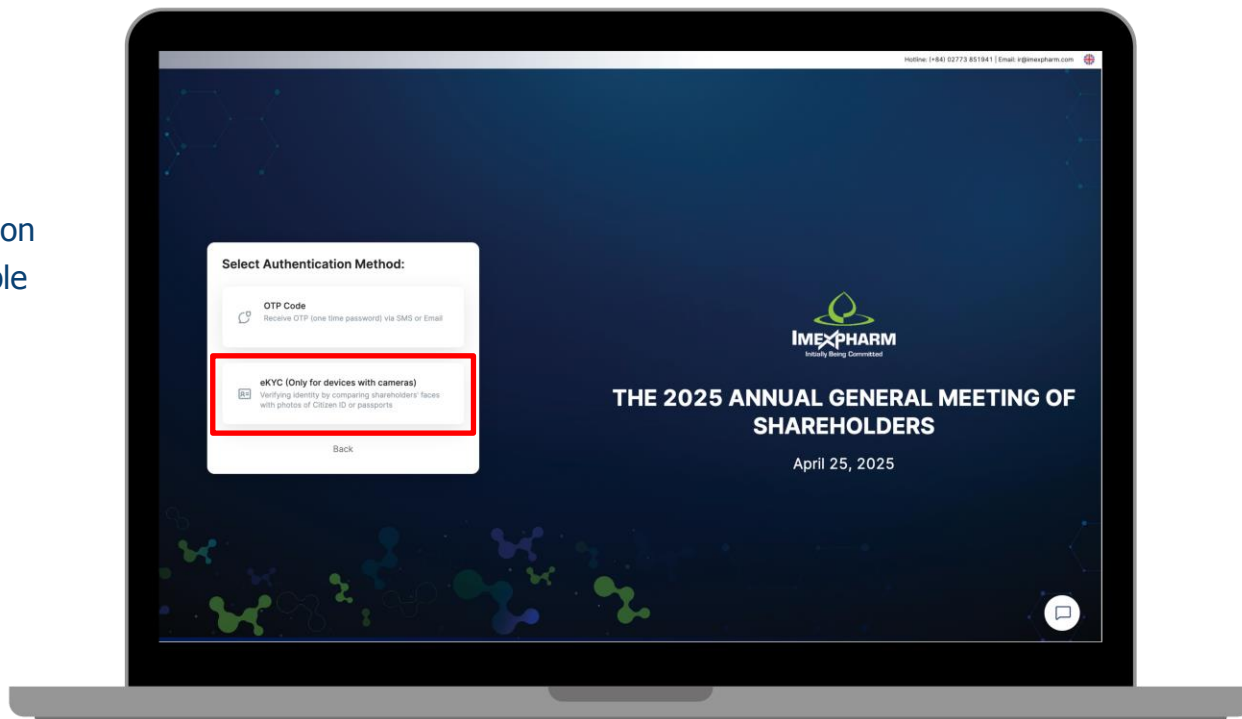 Hotline: (+84) 02773 851941 | Email: ir@imexpharm.com
on
ple
Select Authentication Method:
OTP Code
Receive OTP (one time password) via SMS or Email
eKYC (Only for devices with cameras)
Verifying identity by comparing shareholders' faces
with photos of Citizen ID or passports
Back
IMEXPHARM
Initially Being Committed
THE 2025 ANNUAL GENERAL MEETING OF
SHAREHOLDERS
April 25, 2025